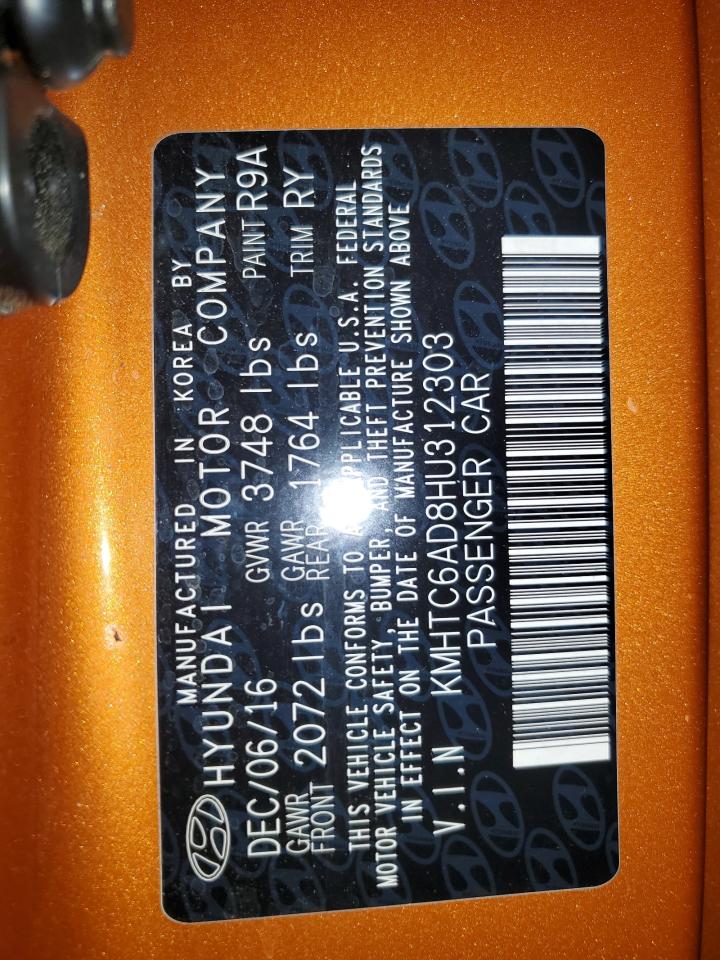 MANUFACTURED IN KOREA BY
HYUNDAI MOTOR COMPANY
DEC/06/16 GVWR 3748 lbs PAINT R9A
GAWR FRONT 2072 lbs GAWR REAR 1764 lbs TRIM RY
THIS VEHICLE CONFORMS TO APPLICABLE U.S.A. FEDERAL
MOTOR VEHICLE SAFETY, BUMPER, AND THEFT PREVENTION STANDARDS
IN EFFECT ON THE DATE OF MANUFACTURE SHOWN ABOVE
V.I.N KMHTC6AD8HU312303
PASSENGER CAR